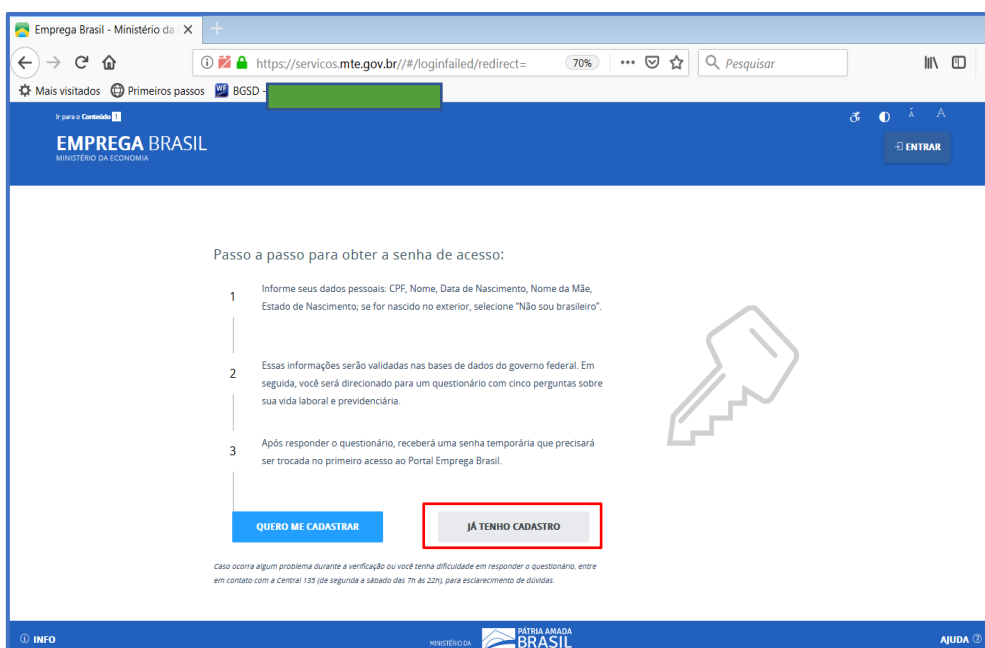 Emprega Brasil - Ministério da
https://servicos.mte.gov.br//#/loginfailed/redirect=
70%
Pesquisar
Mais visitados
Primeiros passos
BGSD -
Ir para o Conteúdo 1
A
A
EMPREGA BRASIL
MINISTÉRIO DA ECONOMIA
ENTRAR
Passo a passo para obter a senha de acesso:
1
Informe seus dados pessoais: CPF, Nome, Data de Nascimento, Nome da Mãe,
Estado de Nascimento; se for nascido no exterior, selecione "Não sou brasileiro".
2
Essas informações serão validadas nas bases de dados do governo federal. Em
seguida, você será direcionado para um questionário com cinco perguntas sobre
sua vida laboral e previdenciária.
3
Após responder o questionário, receberá uma senha temporária que precisará
ser trocada no primeiro acesso ao Portal Emprega Brasil.
QUERO ME CADASTRAR
JÁ TENHO CADASTRO
Caso ocorra algum problema durante a verificação ou você tenha dificuldade em responder o questionário, entre
em contato com a Central 135 (de segunda a sábado das 7h às 22h), para esclarecimento de dúvidas.
INFO
MINISTÉRIO DA
PÁTRIA AMADA
BRASIL
AJUDA